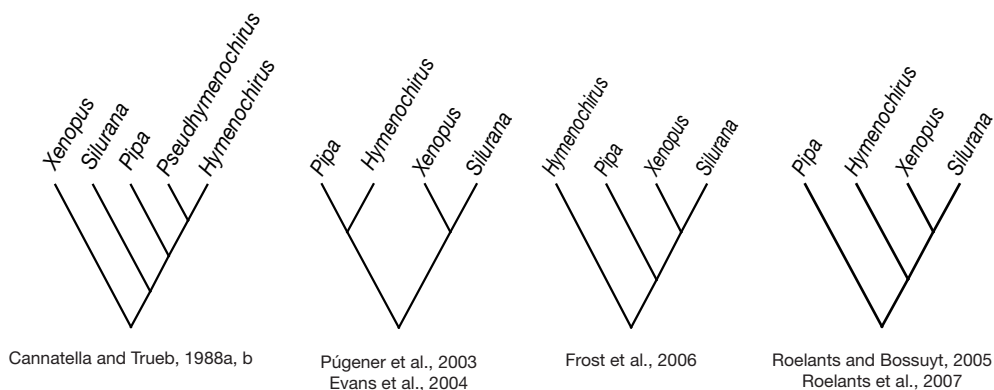 Xenopus
Silurana
Pipa
Pseudhymenochirus
Hymenochirus
Cannatella and Trueb, 1988a, b
Pipa
Hymenochirus
Xenopus
Silurana
Púgener et al., 2003
Evans et al., 2004
Hymenochirus
Pipa
Xenopus
Silurana
Frost et al., 2006
Pipa
Hymenochirus
Xenopus
Silurana
Roelants and Bossuyt, 2005
Roelants et al., 2007